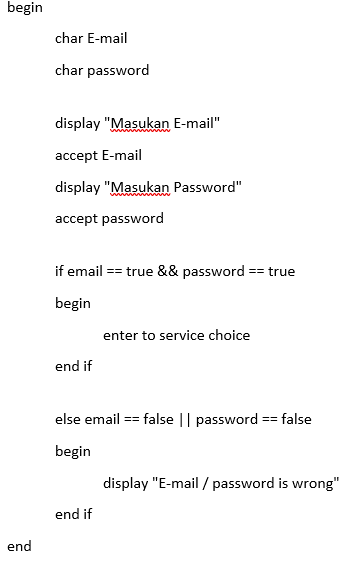 begin
char E-mail
char password
display "Masukan E-mail"
accept E-mail
display "Masukan Password"
accept password
if email == true && password == true
begin
enter to service choice
end if
else email == false || password == false
begin
display "E-mail / password is wrong"
end if
end